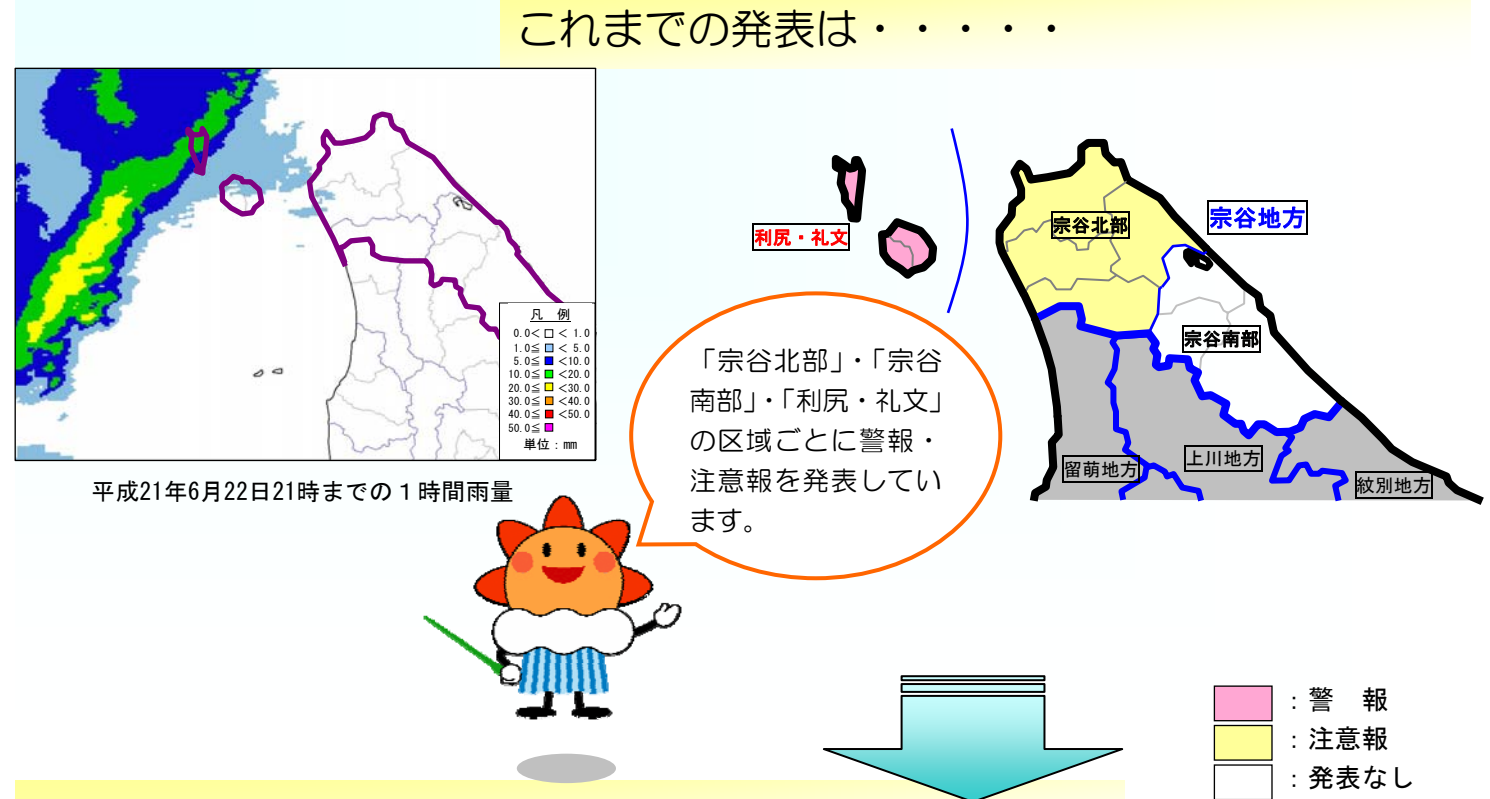 これまでの発表は・・・・・
凡　例
0.0< □ < 1.0
1.0≦ ■ < 5.0
5.0≦ ■ <10.0
10.0≦ ■ <20.0
20.0≦ ■ <30.0
30.0≦ ■ <40.0
40.0≦ ■ <50.0
50.0≦ ■
単位：mm
平成21年6月22日21時までの１時間雨量
利尻・礼文
宗谷北部
宗谷地方
宗谷南部
留萌地方
上川地方
紋別地方
「宗谷北部」・「宗谷
南部」・「利尻・礼文」
の区域ごとに警報・
注意報を発表してい
ます。
：警　報
：注意報
：発表なし